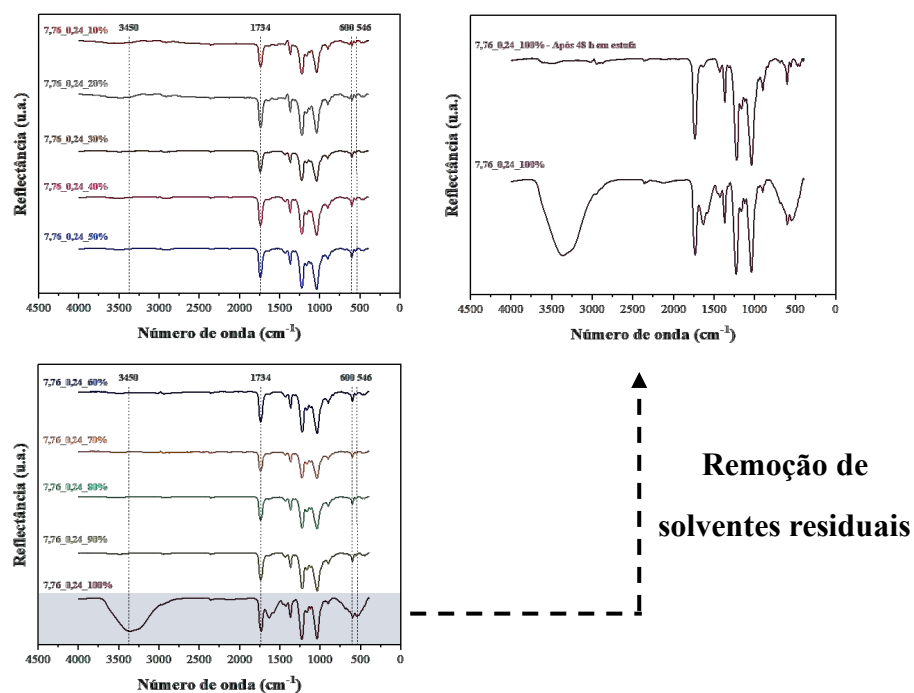 3450 1734 600 546
7,76_0,24_10%
7,76_0,24_20%
7,76_0,24_30%
7,76_0,24_40%
7,76_0,24_50%
Reflectância (u.a.)
4500 4000 3500 3000 2500 2000 1500 1000 500 0
Número de onda (cm⁻¹)
7,76_0,24_100% - Após 48 h em estufa
7,76_0,24_100%
Reflectância (u.a.)
4500 4000 3500 3000 2500 2000 1500 1000 500 0
Número de onda (cm⁻¹)
3450 1734 600 546
7,76_0,24_60%
7,76_0,24_70%
7,76_0,24_80%
7,76_0,24_90%
7,76_0,24_100%
Reflectância (u.a.)
4500 4000 3500 3000 2500 2000 1500 1000 500 0
Número de onda (cm⁻¹)
Remoção de
solventes residuais